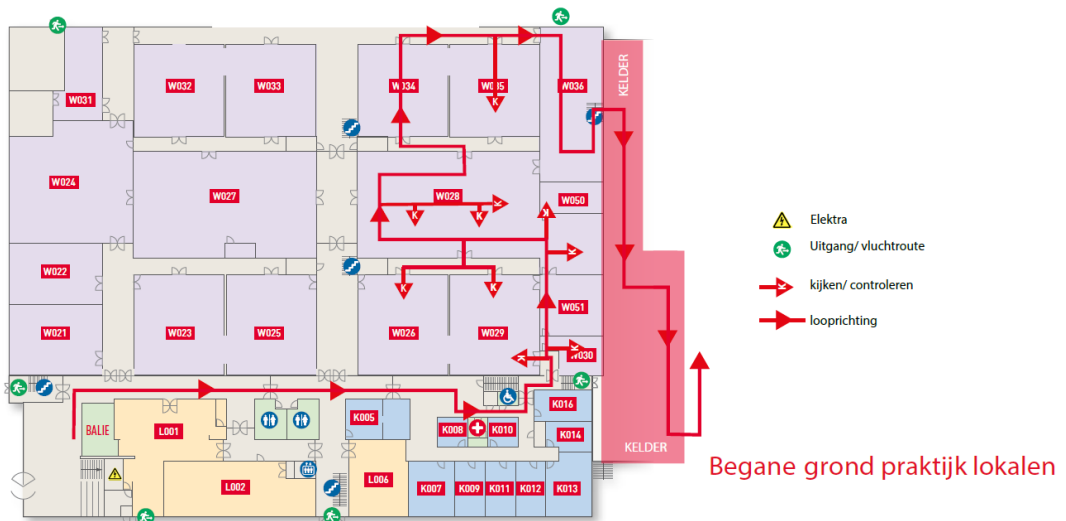 W031
W032
W033
W034
W035
W036
KELDER
W024
W027
W028
W050
W022
W021
W023
W025
W026
W029
W051
W030
K
K
K
K
K
K
K
K
K
K
BALIE
L001
K005
K008
K010
K016
K014
L002
L006
K007
K009
K011
K012
K013
KELDER
Elektra
Uitgang/ vluchtroute
K
kijken/ controleren
looprichting
Begane grond praktijk lokalen